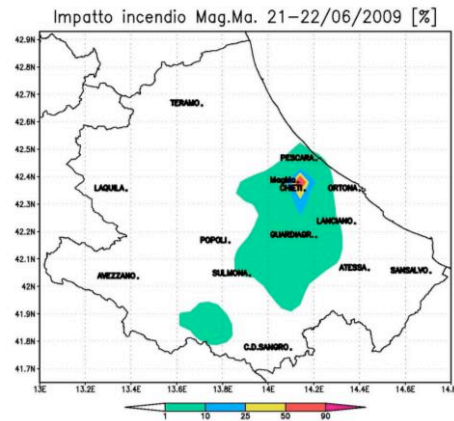 Impatto incendio Mag.Ma. 21-22/06/2009 [%]
42.9N
42.8N
42.7N
TERAMO.
42.6N
42.5N
PESCARA.
42.4N
MagMa.
LAQUILA.
CHIETI.
ORTONA.
42.3N
LANCIANO.
42.2N
GUARDIAGR..
POPOLI.
42.1N
AVEZZANO.
SULMONA.
ATESSA.
SANSALVO.
42N
41.9N
41.8N
C.D.SANGRO.
41.7N
13E
13.2E
13.4E
13.6E
13.8E
14E
14.2E
14.4E
14.6E
14.8E
1
10
25
50
90